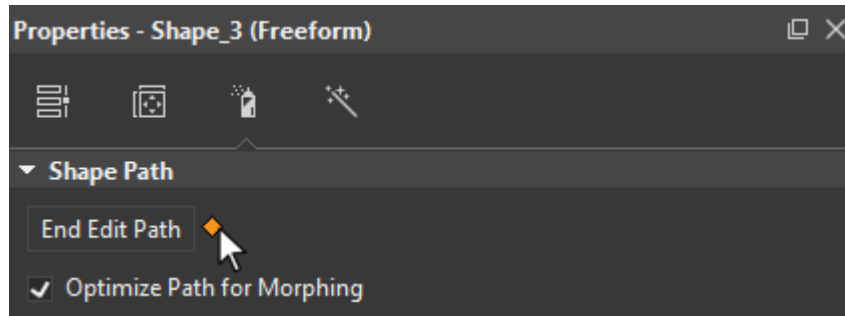 Properties - Shape_3 (Freeform)
Shape Path
End Edit Path
Optimize Path for Morphing